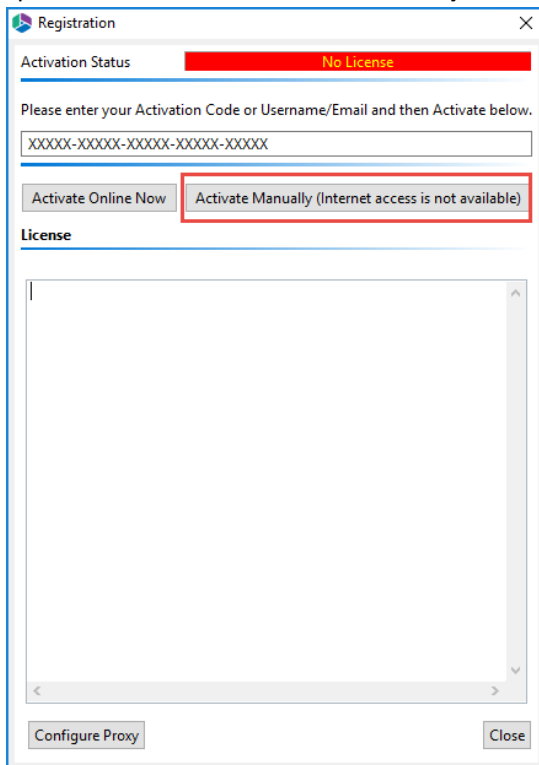 Registration
Activation Status No License
Please enter your Activation Code or Username/Email and then Activate below.
XXXXX-XXXXX-XXXXX-XXXXX-XXXXX
Activate Online Now Activate Manually (Internet access is not available)
License
Configure Proxy Close